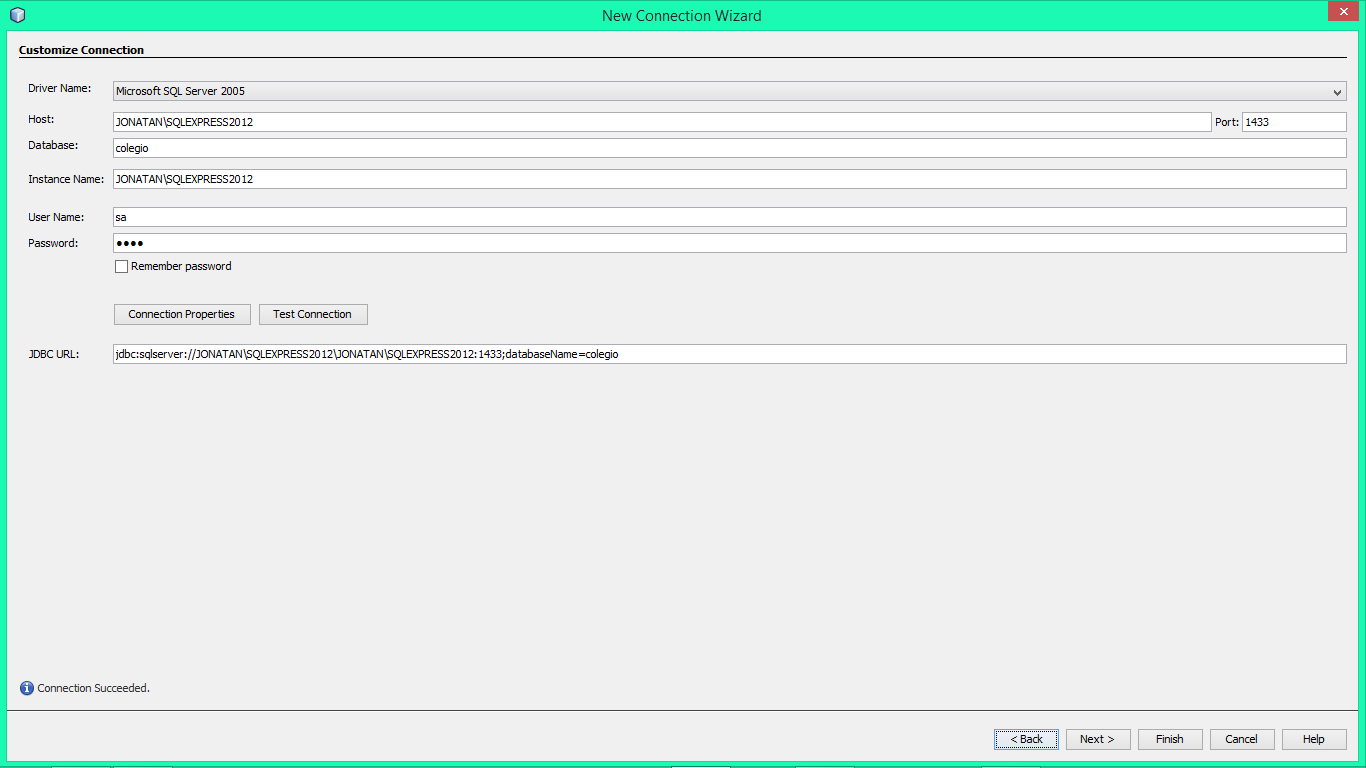 New Connection Wizard
Customize Connection
Driver Name: Microsoft SQL Server 2005
Host: JONATAN\SQLEXPRESS2012 Port: 1433
Database: colegio
Instance Name: JONATAN\SQLEXPRESS2012
User Name: sa
Password: ••••
Remember password
Connection Properties Test Connection
JDBC URL: jdbc:sqlserver://JONATAN\SQLEXPRESS2012\JONATAN\SQLEXPRESS2012:1433;databaseName=colegio
Connection Succeeded.
< Back Next > Finish Cancel Help